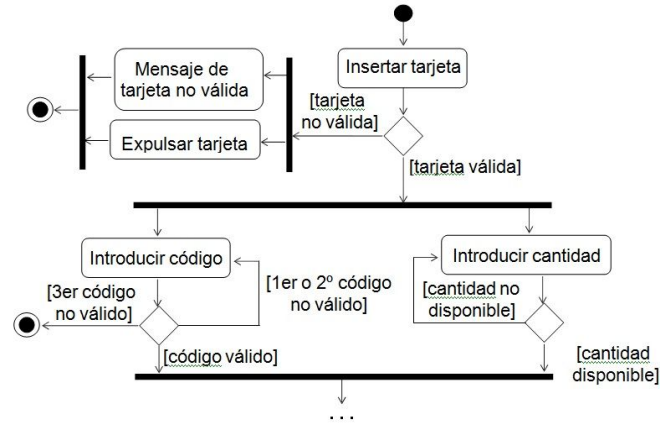 Insertar tarjeta
Mensaje de
tarjeta no válida
[tarjeta
no válida]
Expulsar tarjeta
[tarjeta válida]
Introducir código
Introducir cantidad
[3er código
no válido]
[1er o 2º código
no válido]
[cantidad no
disponible]
[código válido]
[cantidad
disponible]
. . .